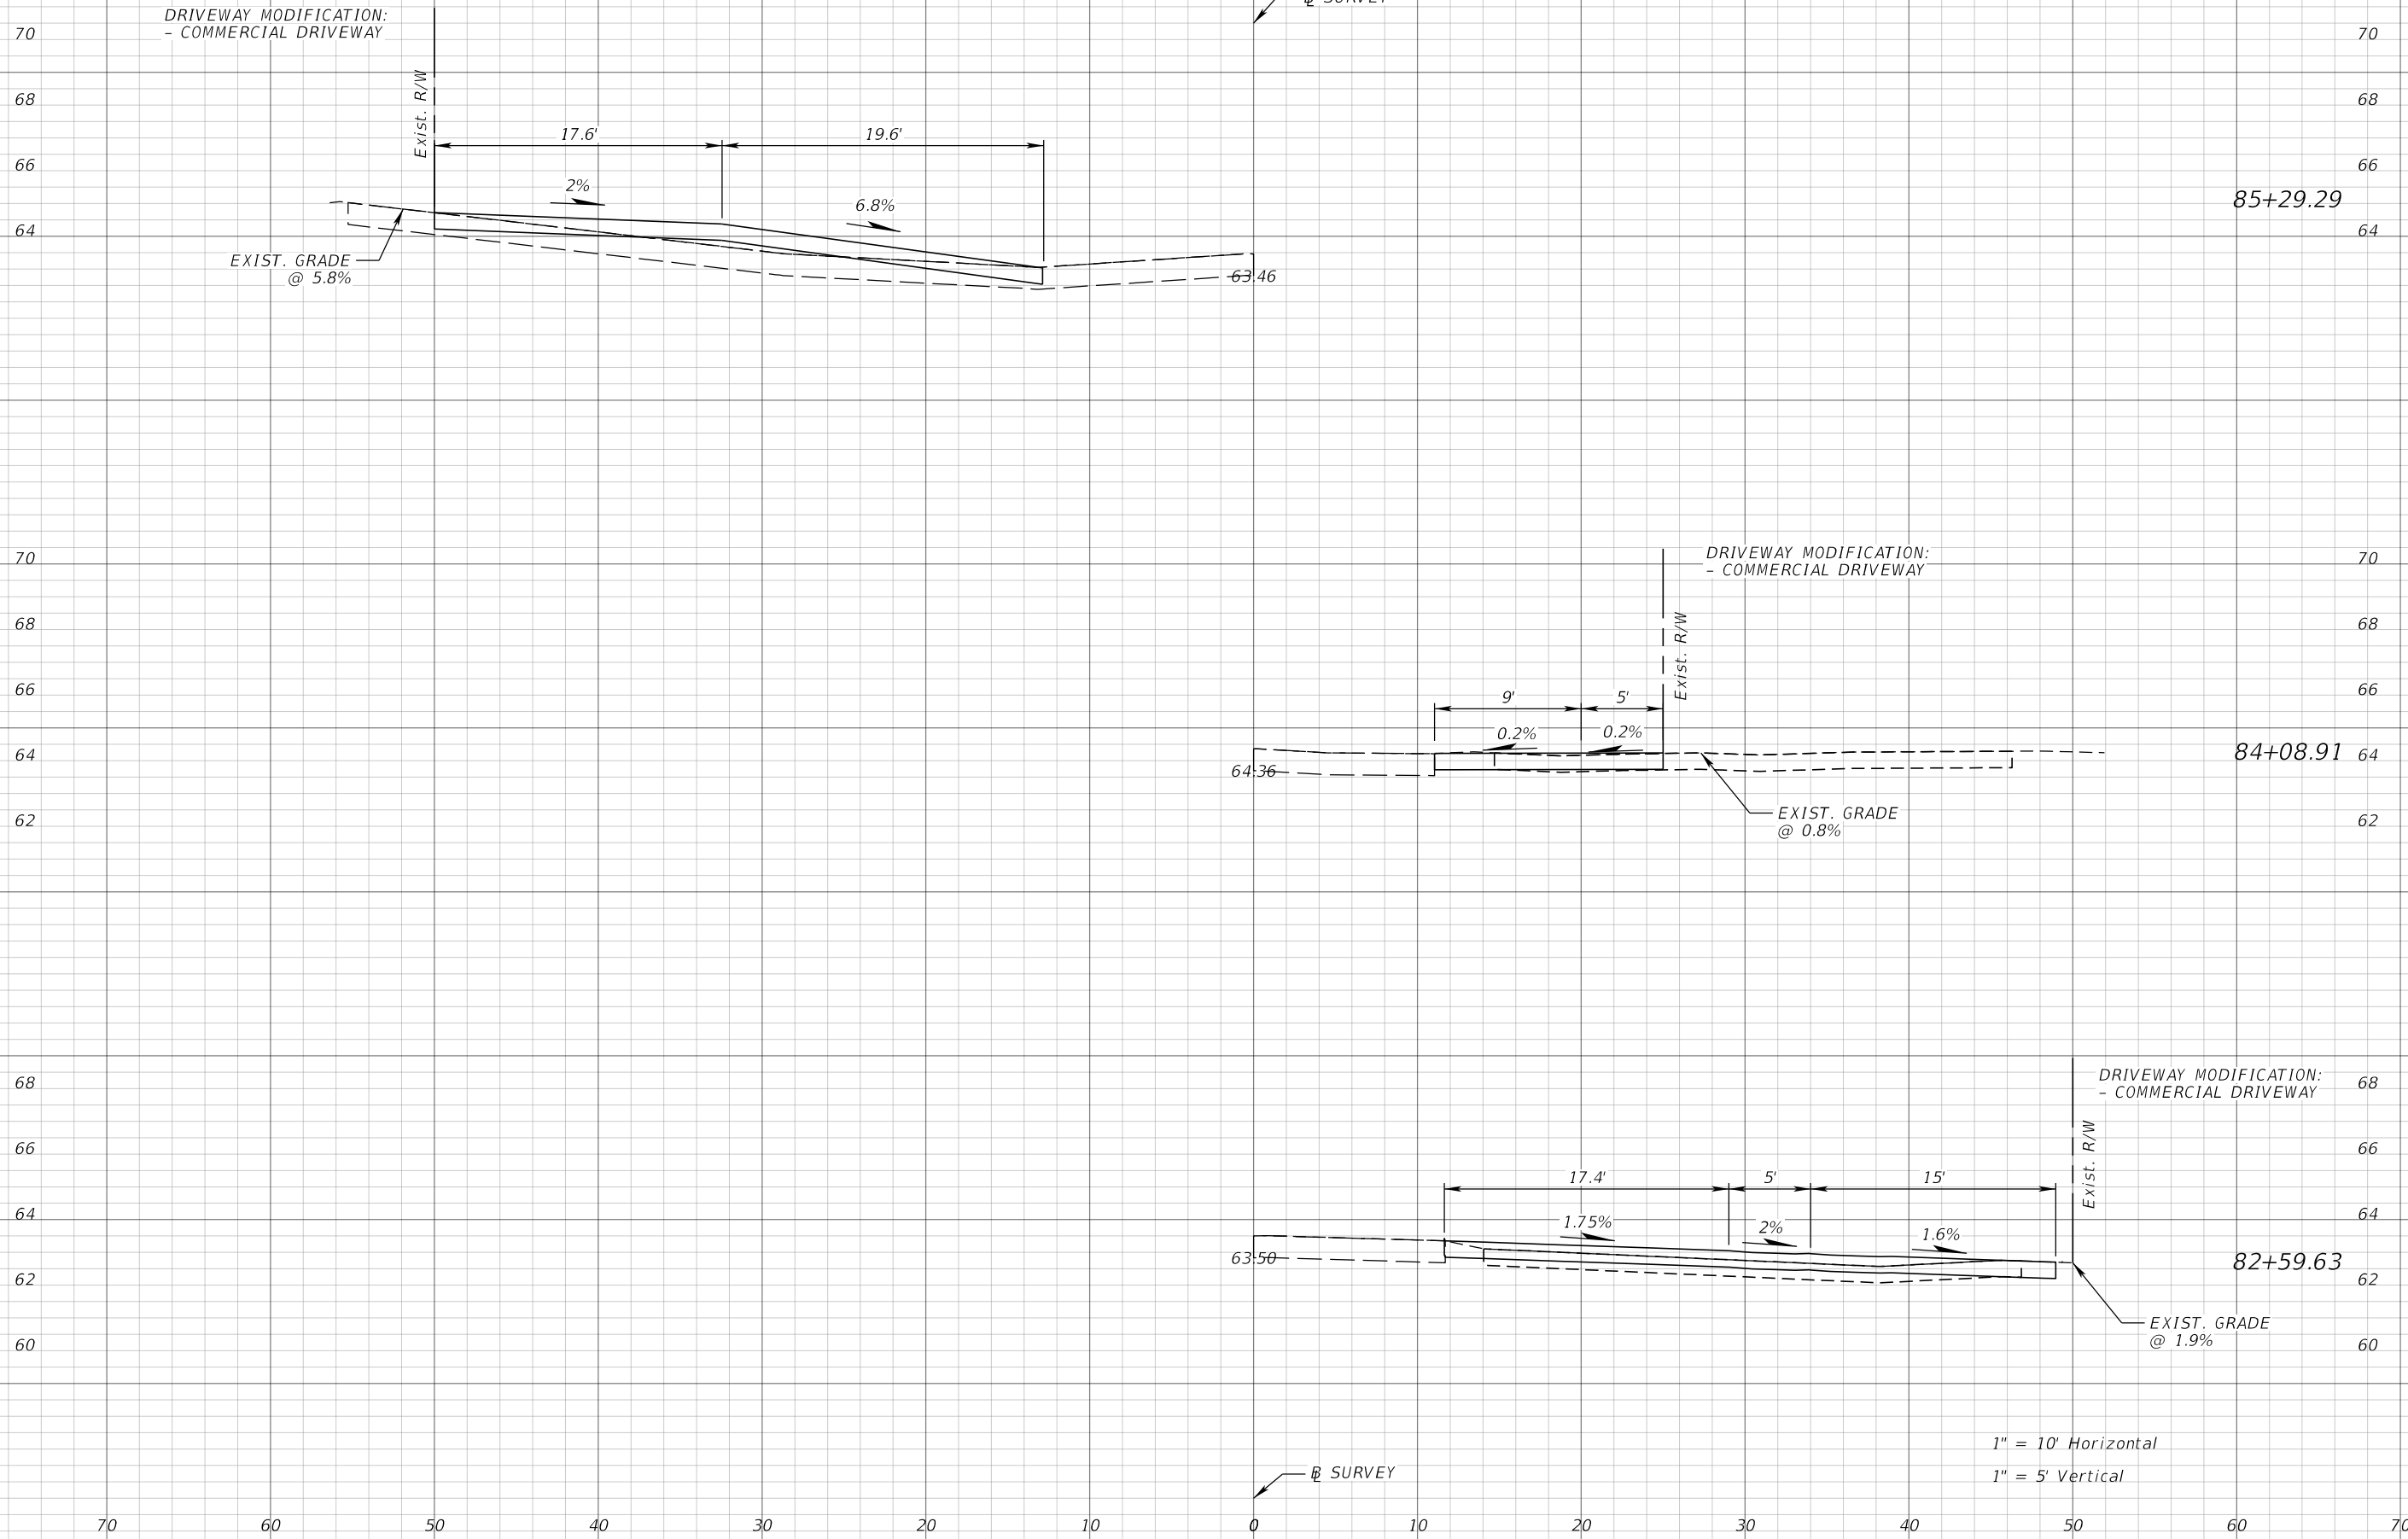 DRIVEWAY MODIFICATION:
- COMMERCIAL DRIVEWAY
SURVEY
70 70
Exist. R/W
68 68
17.6' 19.6'
66 66
2%
6.8%
85+29.29
64 64
EXIST. GRADE
@ 5.8%
63.46
DRIVEWAY MODIFICATION:
- COMMERCIAL DRIVEWAY
70 70
68 68
Exist. R/W
66 66
9' 5'
0.2% 0.2%
84+08.91
64 64
64.36
EXIST. GRADE
@ 0.8%
62 62
DRIVEWAY MODIFICATION:
- COMMERCIAL DRIVEWAY
68 68
Exist. R/W
66 66
17.4' 5' 15'
64 64
1.75% 2% 1.6%
63.50
82+59.63
62 62
EXIST. GRADE
@ 1.9%
60 60
1" = 10' Horizontal
1" = 5' Vertical
℄ SURVEY
70 60 50 40 30 20 10 0 10 20 30 40 50 60 70